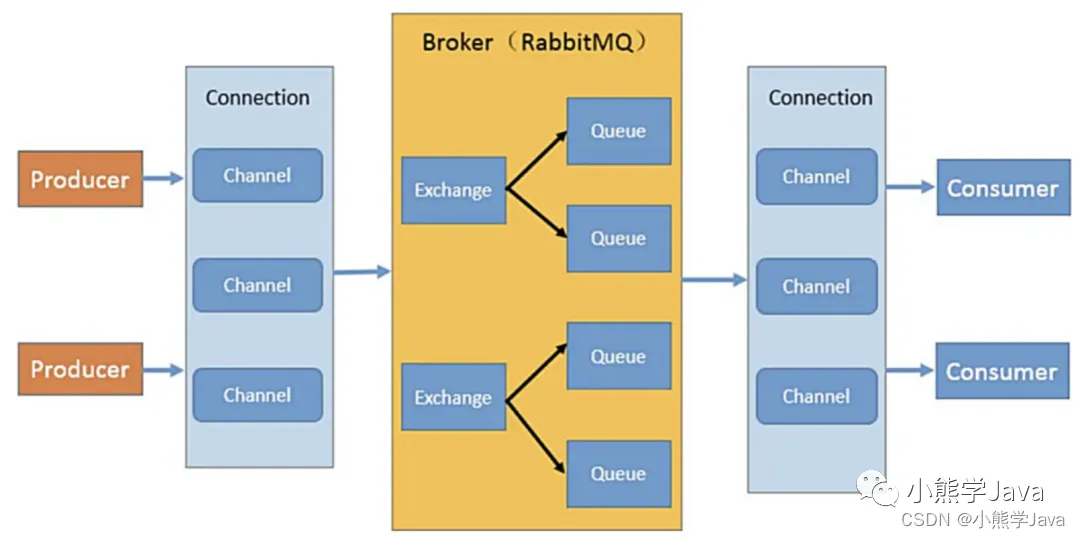 Broker（RabbitMQ）
Connection
Connection
Producer
Producer
Channel
Channel
Channel
Exchange
Queue
Queue
Exchange
Queue
Queue
Channel
Channel
Channel
Consumer
Consumer
小熊学Java
CSDN @小熊学Java